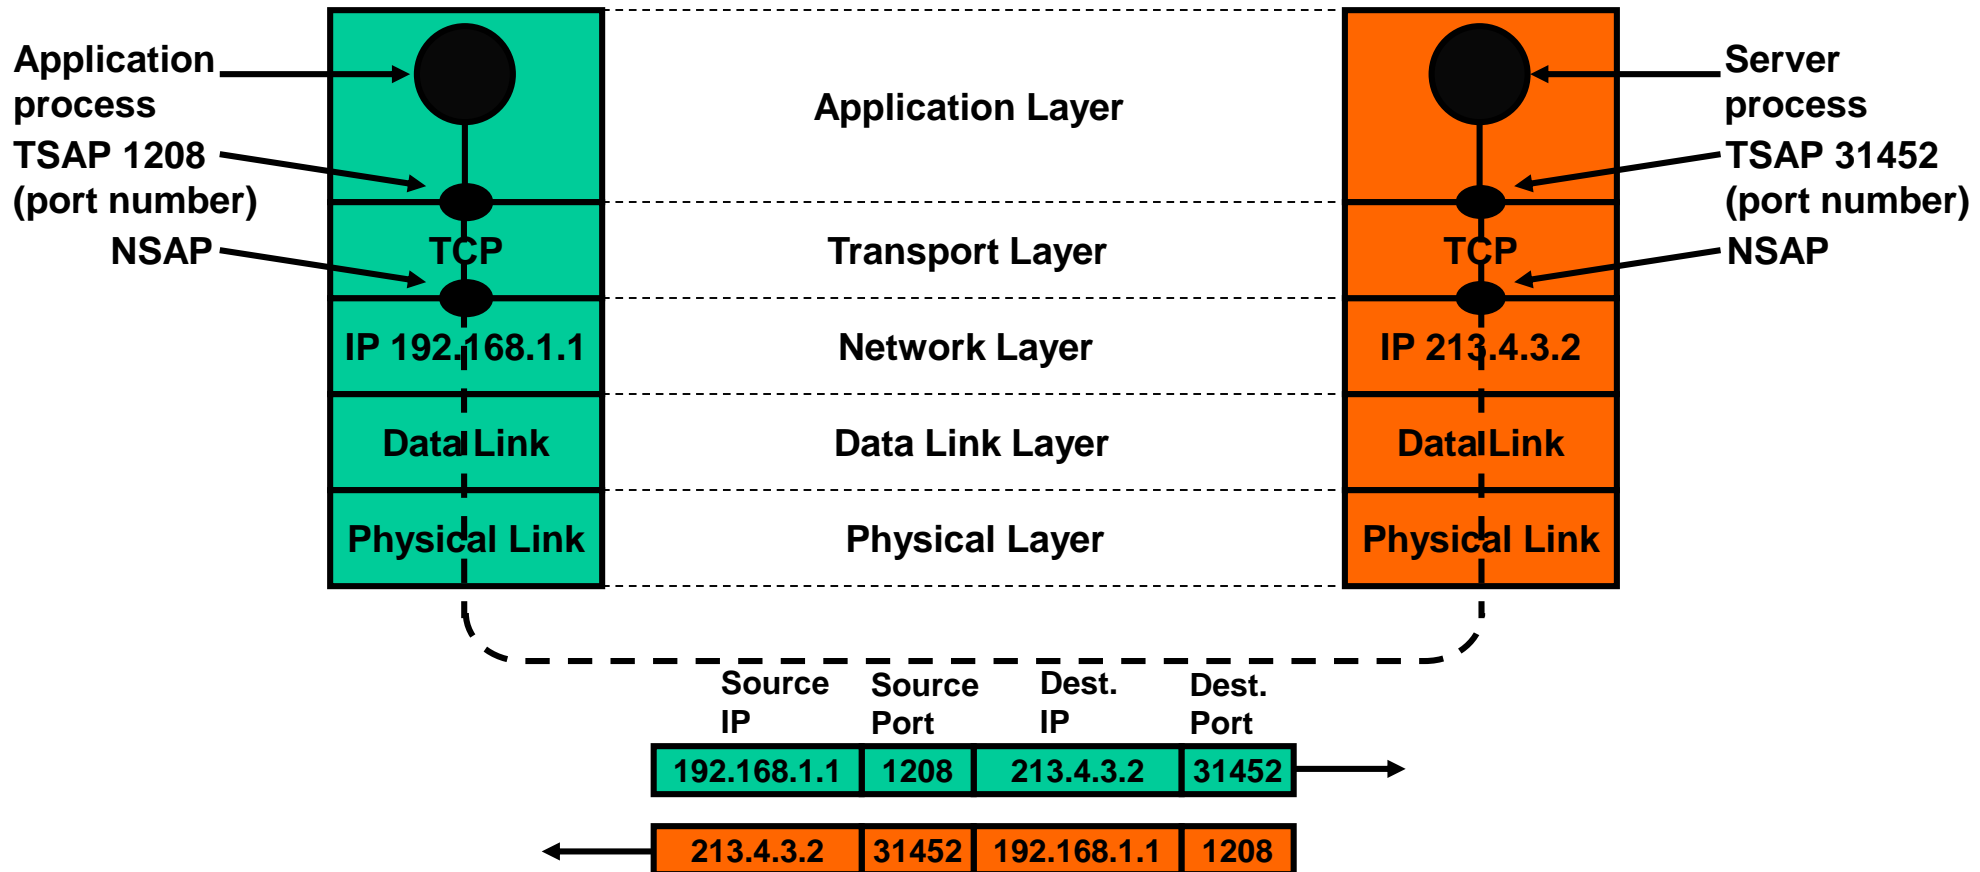 Application
process
TSAP 1208
(port number)
NSAP
TCP
IP 192.168.1.1
Data Link
Physical Link
Application Layer
Transport Layer
Network Layer
Data Link Layer
Physical Layer
TCP
IP 213.4.3.2
Data Link
Physical Link
Server
process
TSAP 31452
(port number)
NSAP
Source
IP
Source
Port
Dest.
IP
Dest.
Port
192.168.1.1 1208 213.4.3.2 31452
213.4.3.2 31452 192.168.1.1 1208